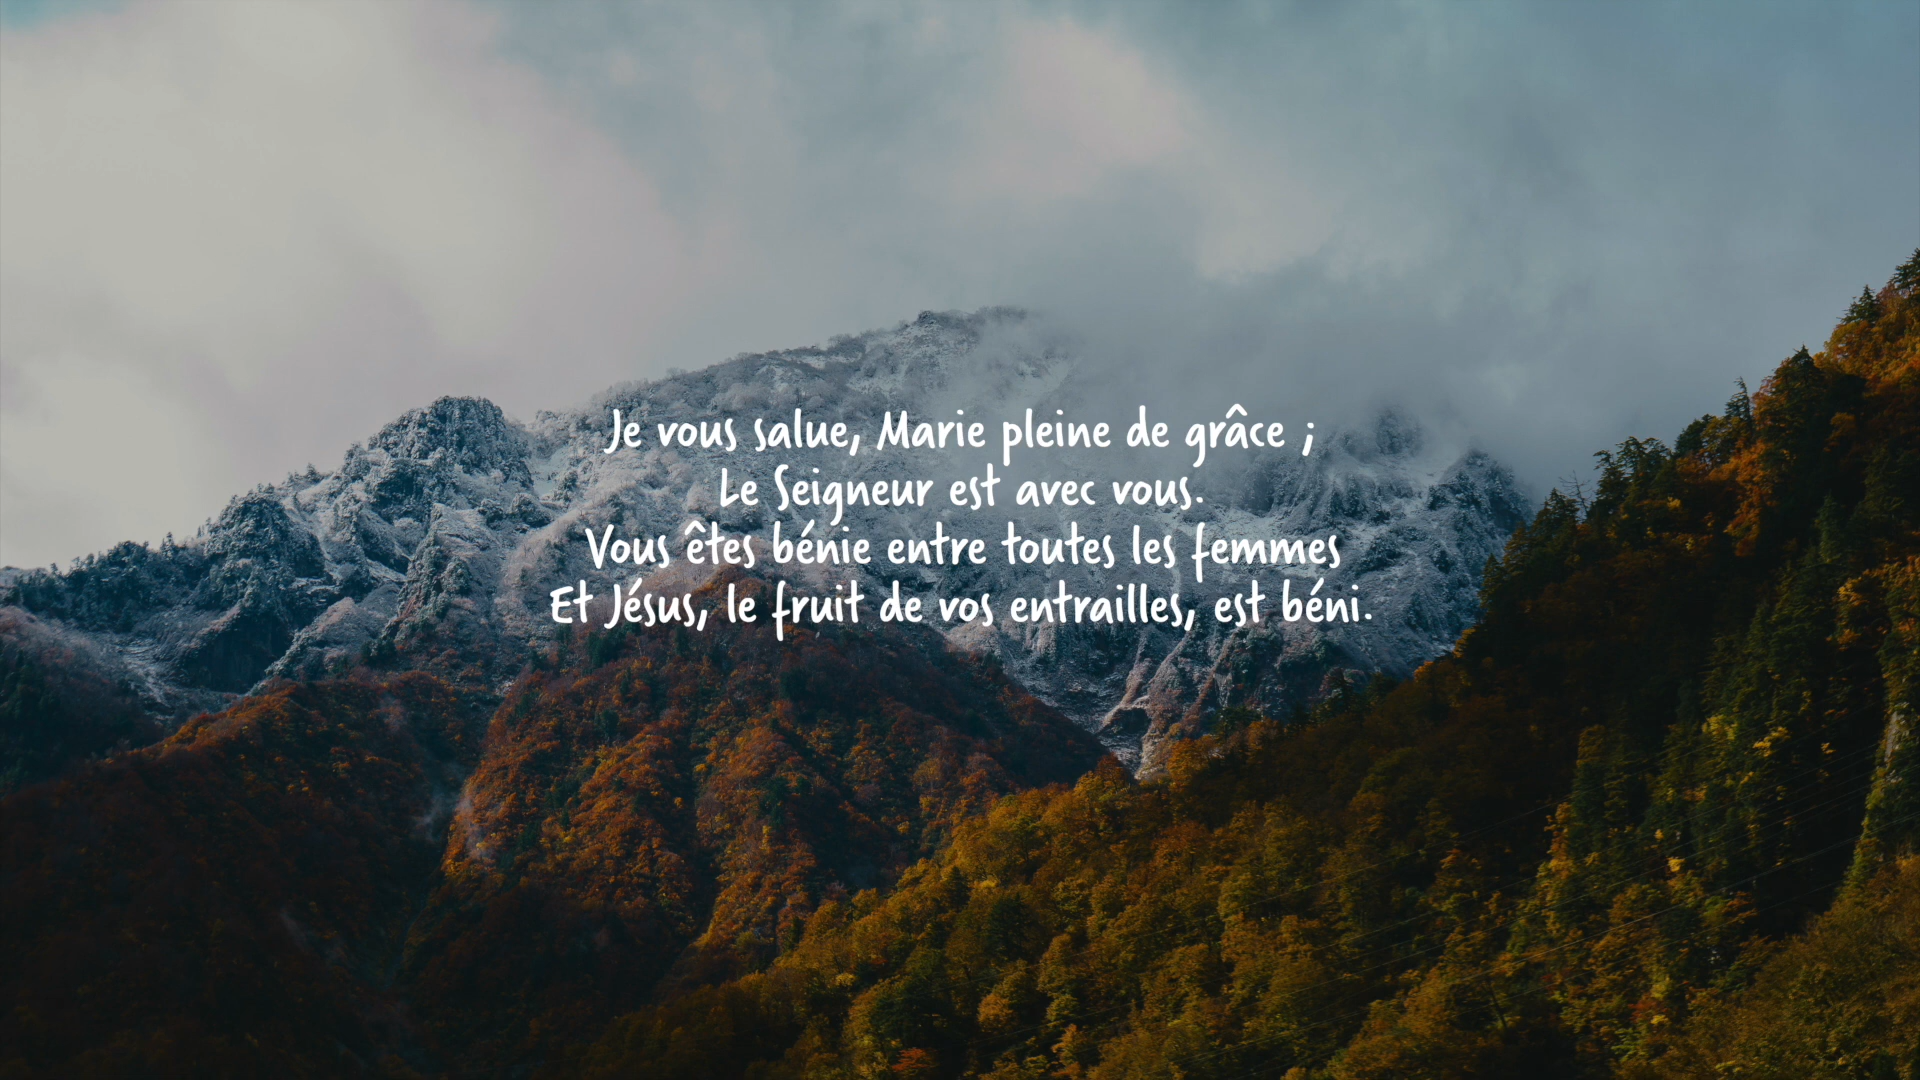 Je vous salue, Marie pleine de grâce ;
Le Seigneur est avec vous.
Vous êtes bénie entre toutes les femmes
Et Jésus, le fruit de vos entrailles, est béni.